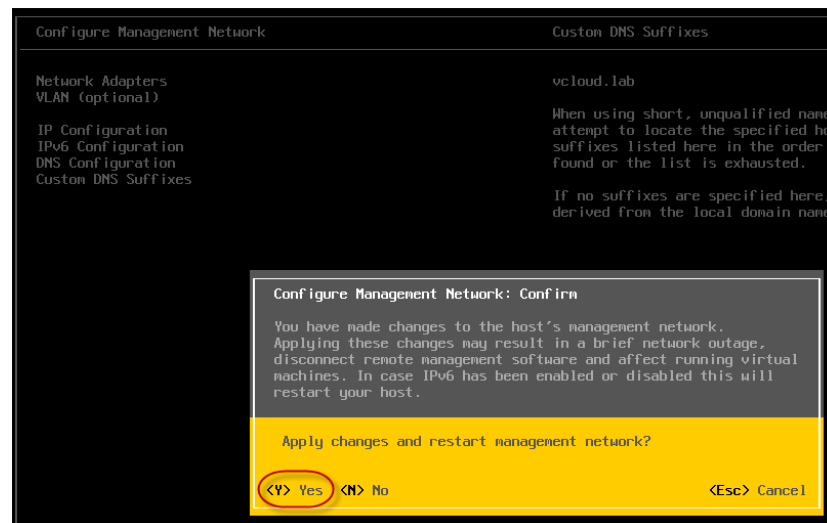 Configure Management Network
Custom DNS Suffixes
Network Adapters
VLAN (optional)
IP Configuration
IPv6 Configuration
DNS Configuration
Custom DNS Suffixes
vcloud.lab
When using short, unqualified
attempt to locate the specified
suffixes listed here in the order
found or the list is exhausted.
If no suffixes are specified here,
derived from the local domain
Configure Management Network: Confirm
You have made changes to the host's management network.
Applying these changes may result in a brief network outage,
disconnect remote management software and affect running virtual
machines. In case IPv6 has been enabled or disabled this will
restart your host.
Apply changes and restart management network?
<Y> Yes <N> No <Esc> Cancel